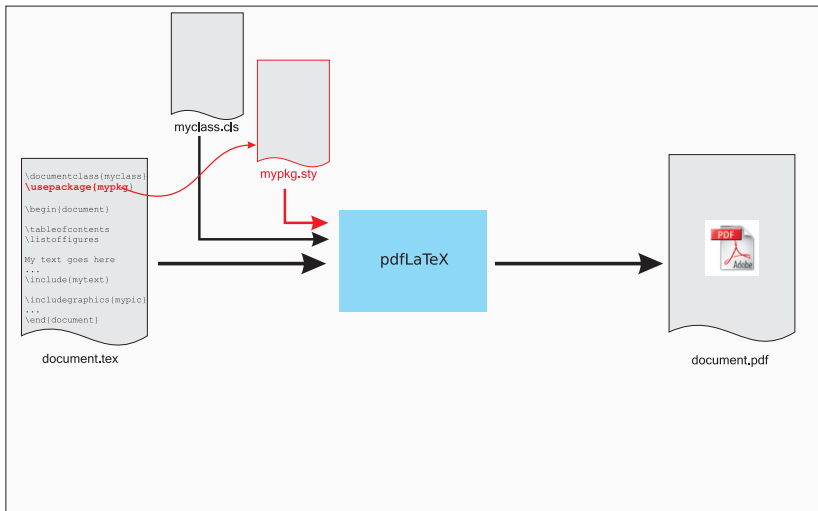 myclass.cls
mypkg.sty
\documentclass{myclass}
\usepackage{mypkg}
\begin{document}
\tableofcontents
\listoffigures
My text goes here
...
\include{mytext}
\includegraphics{mypic}
...
\end{document}
document.tex
pdfLaTeX
PDF
Adobe
document.pdf